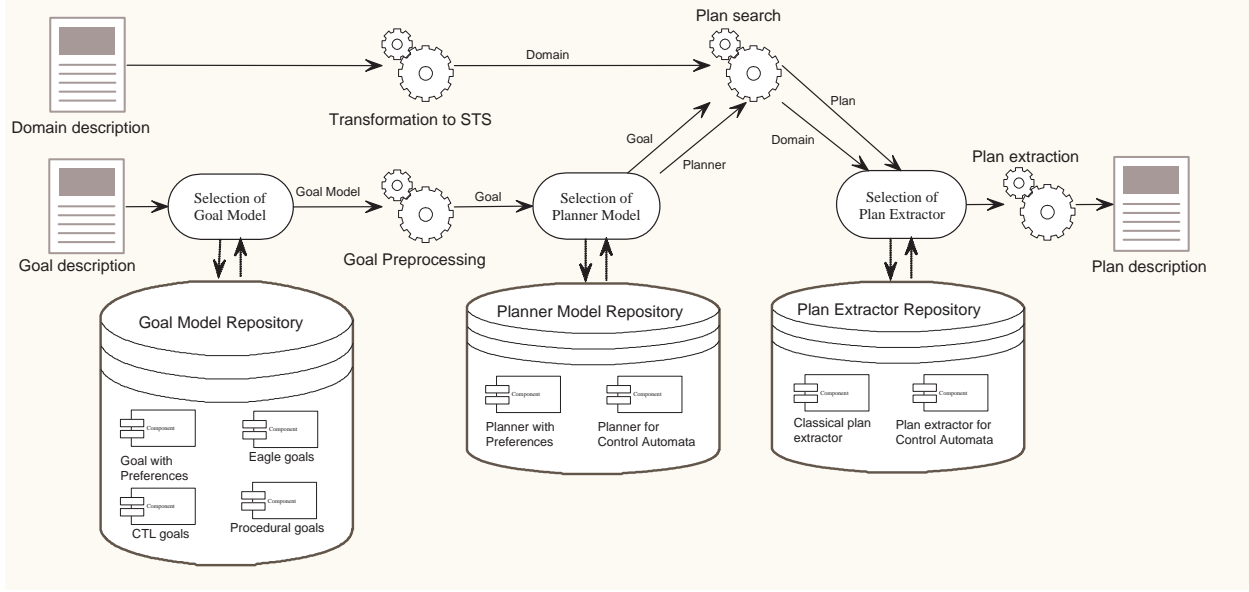 Plan search
Domain
Transformation to STS
Domain description
Plan
Goal
Domain
Planner
Plan extraction
Selection of
Goal Model
Goal Model
Goal
Selection of
Planner Model
Selection of
Plan Extractor
Goal description
Goal Preprocessing
Plan description
Goal Model Repository
Component
Goal with
Preferences
Component
Eagle goals
Component
CTL goals
Component
Procedural goals
Planner Model Repository
Component
Planner with
Preferences
Component
Planner for
Control Automata
Plan Extractor Repository
Component
Classical plan
extractor
Component
Plan extractor for
Control Automata